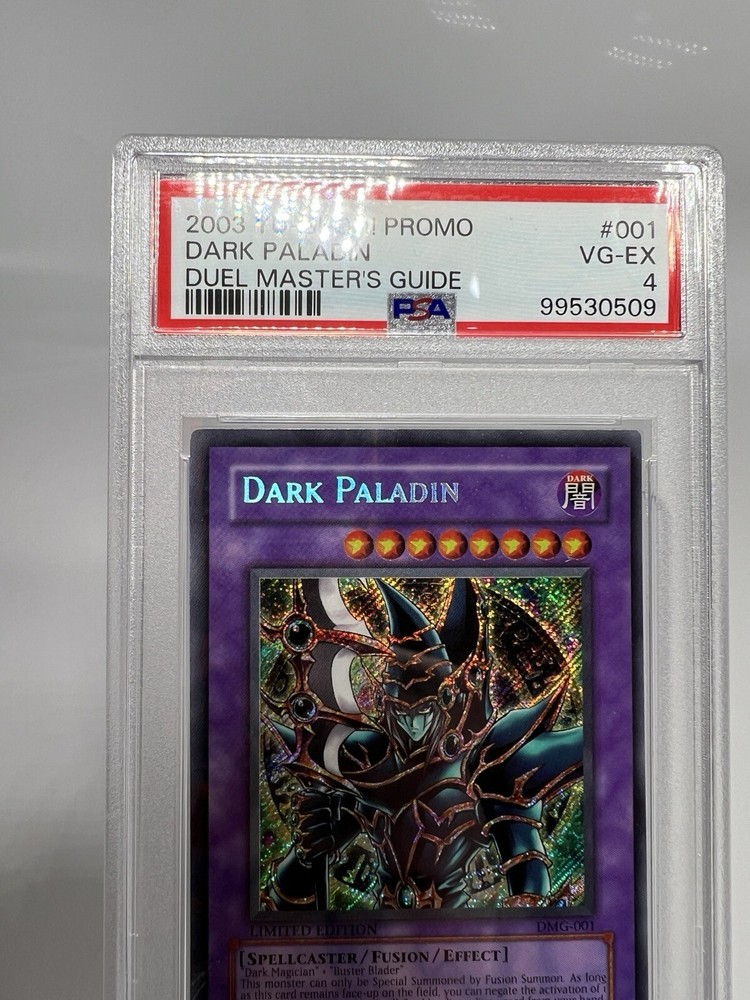 2003 PROMO #001
DARK PALADIN VG-EX
DUEL MASTER'S GUIDE 4
PSA 99530509
DARK PALADIN
DARK
闇
LIMITED EDITION DMG-001
[SPELLCASTER/FUSION/EFFECT]
"Dark Magician" + "Buster Blader"
This monster can only be Special Summoned by Fusion Summon. As long
as this card remains face-up on the field, you can negate the activation of